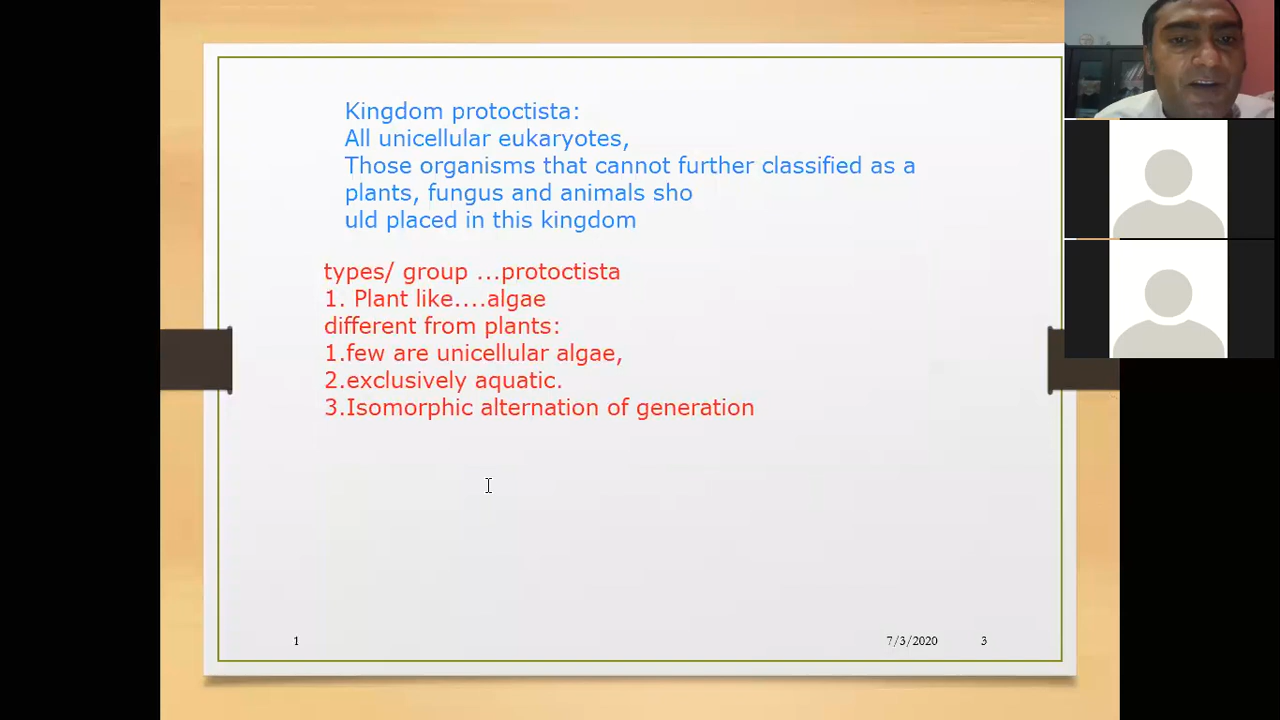 Kingdom protoctista:
All unicellular eukaryotes,
Those organisms that cannot further classified as a
plants, fungus and animals sho
uld placed in this kingdom
types/ group ...protoctista
1. Plant like....algae
different from plants:
1.few are unicellular algae,
2.exclusively aquatic.
3.Isomorphic alternation of generation
1
7/3/2020
3